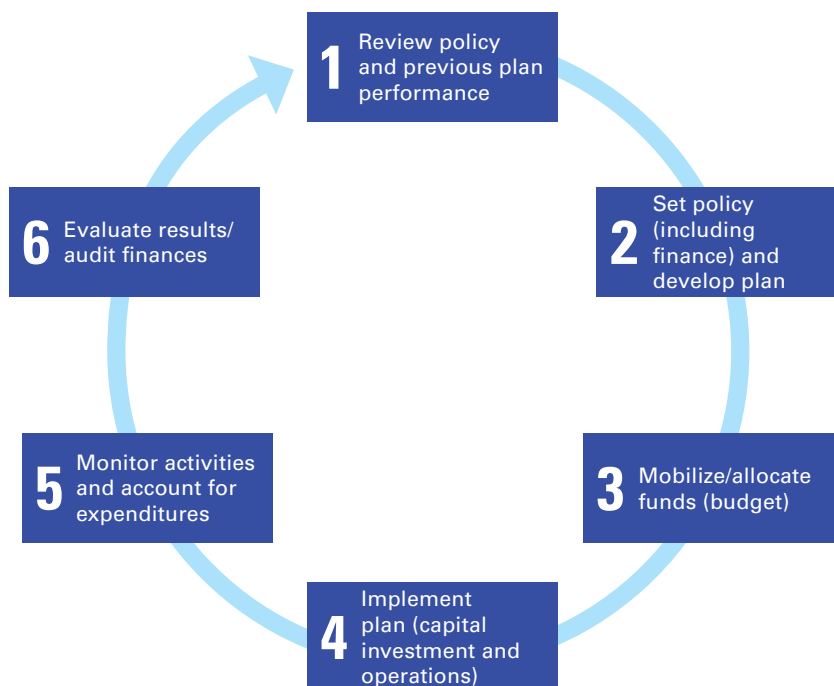 1
Review policy
and previous plan
performance
2
Set policy
(including
finance) and
develop plan
3
Mobilize/allocate
funds (budget)
4
Implement
plan (capital
investment and
operations)
5
Monitor activities
and account for
expenditures
6
Evaluate results/
audit finances